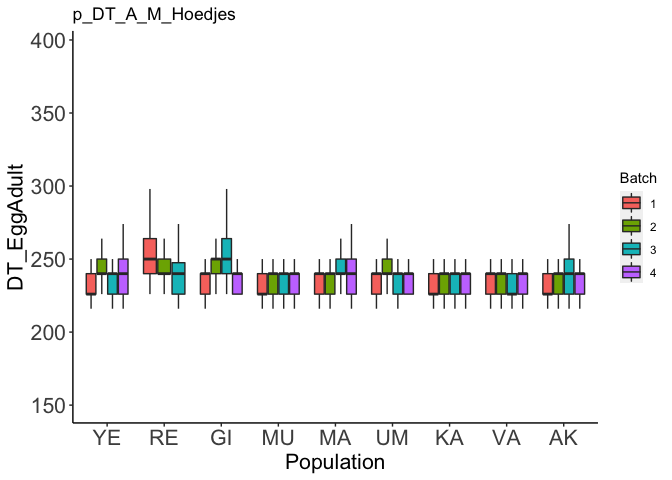 p_DT_A_M_Hoedjes
400
350
300
250
200
150
DT_EggAdult
YE RE GI MU MA UM KA VA AK
Population
Batch
1
2
3
4